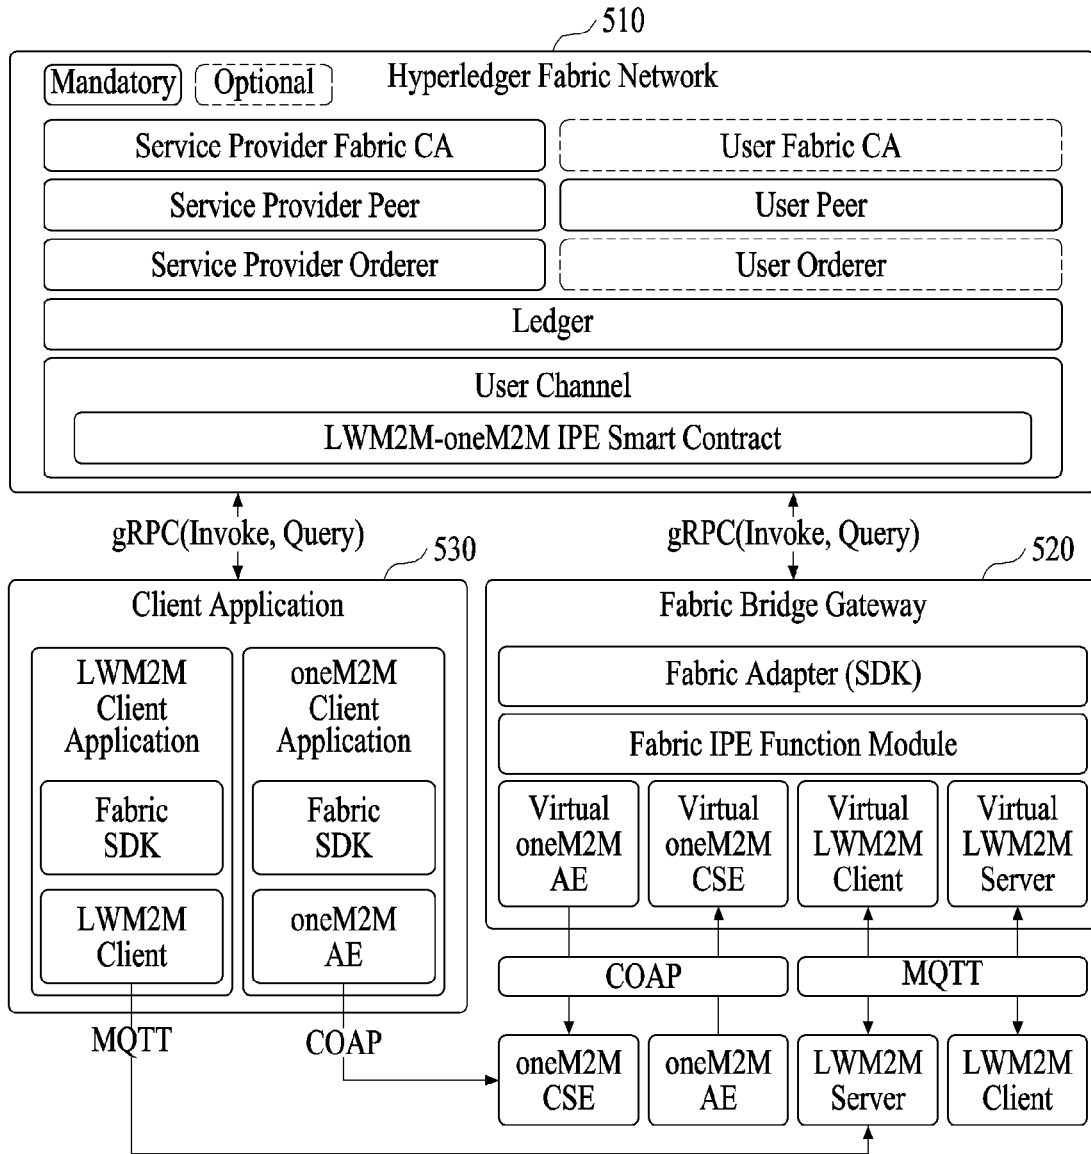 510
Hyperledger Fabric Network
Mandatory
Optional
Service Provider Fabric CA
User Fabric CA
Service Provider Peer
User Peer
Service Provider Orderer
User Orderer
Ledger
User Channel
LWM2M-oneM2M IPE Smart Contract
gRPC(Invoke, Query)
gRPC(Invoke, Query)
530
520
Client Application
LWM2M
Client
Application
Fabric
SDK
LWM2M
Client
oneM2M
Client
Application
Fabric
SDK
oneM2M
AE
Fabric Bridge Gateway
Fabric Adapter (SDK)
Fabric IPE Function Module
Virtual
oneM2M
AE
Virtual
oneM2M
CSE
Virtual
LWM2M
Client
Virtual
LWM2M
Server
COAP
MQTT
MQTT
COAP
oneM2M
CSE
oneM2M
AE
LWM2M
Server
LWM2M
Client